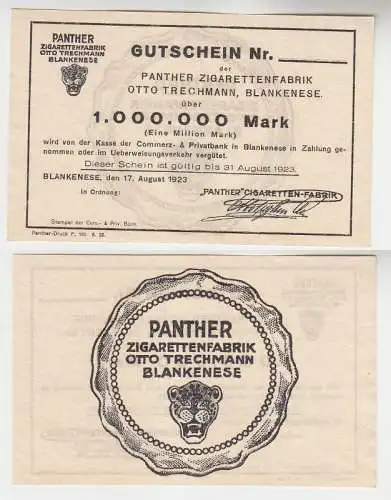 PANTHER
ZIGARETTENFABRIK
OTTO TRECHMANN
BLANKENESE
GUTSCHEIN Nr.
der
PANTHER ZIGARETTENFABRIK
OTTO TRECHMANN, BLANKENESE.
über
1.000.000 Mark
(Eine Million Mark)
wird von der Kasse der Commerz- & Privatbank in Blankenese in Zahlung ge-
nommen oder im Ueberweisungsverkehr vergütet.
Dieser Schein ist gültig bis 31 August 1923.
BLANKENESE, den 17. August 1923
In Ordnung:
"PANTHER" CIGARETTEN-FABRIK
Stempel der Com.- & Priv. Bank.
Panther-Druck F.
PANTHER
ZIGARETTENFABRIK
OTTO TRECHMANN
BLANKENESE